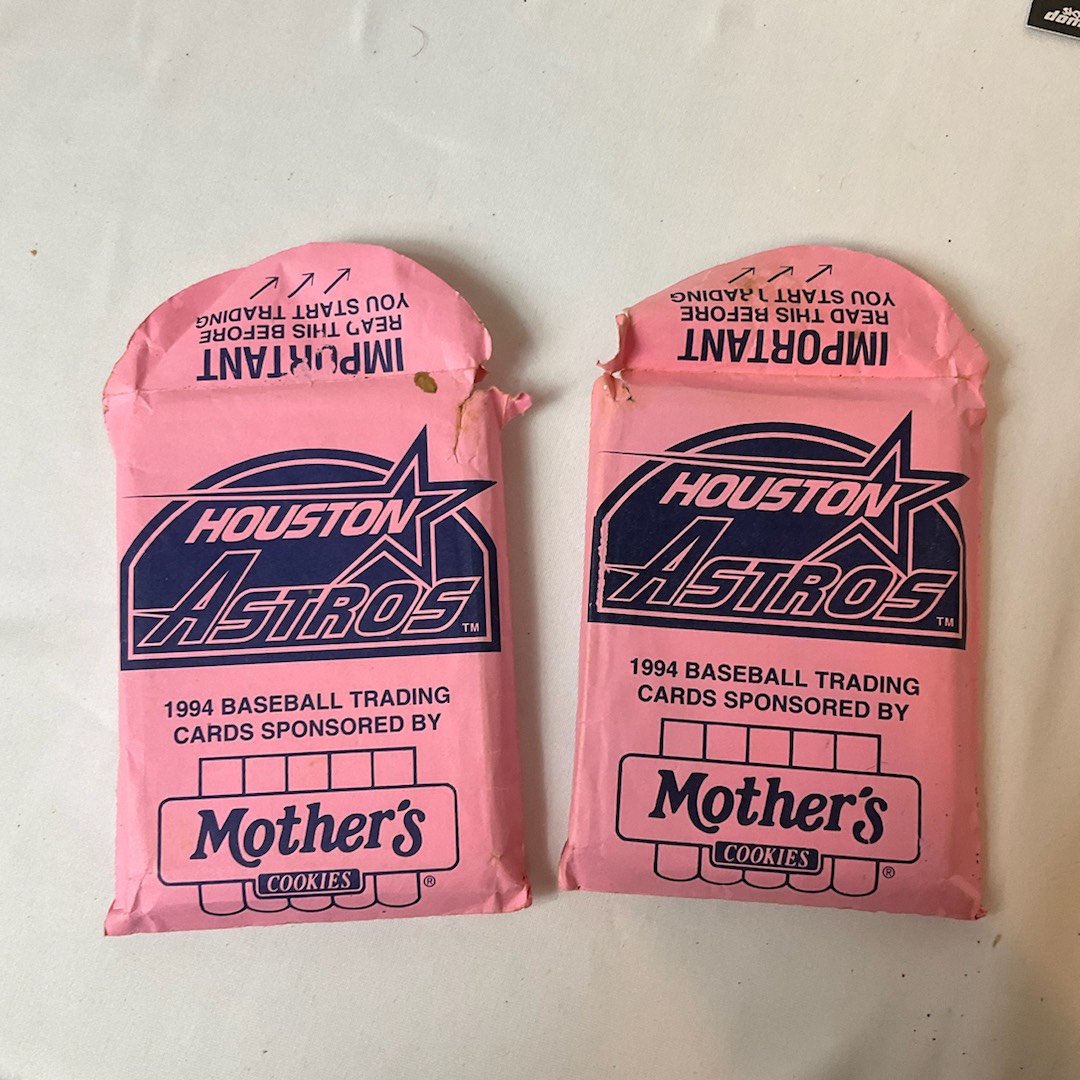 IMPORTANT
READ THIS BEFORE
YOU START TRADING
HOUSTON
ASTROS TM
1994 BASEBALL TRADING
CARDS SPONSORED BY
Mother's
COOKIES ®
IMPORTANT
READ THIS BEFORE
YOU START TRADING
HOUSTON
ASTROS TM
1994 BASEBALL TRADING
CARDS SPONSORED BY
Mother's
COOKIES ®